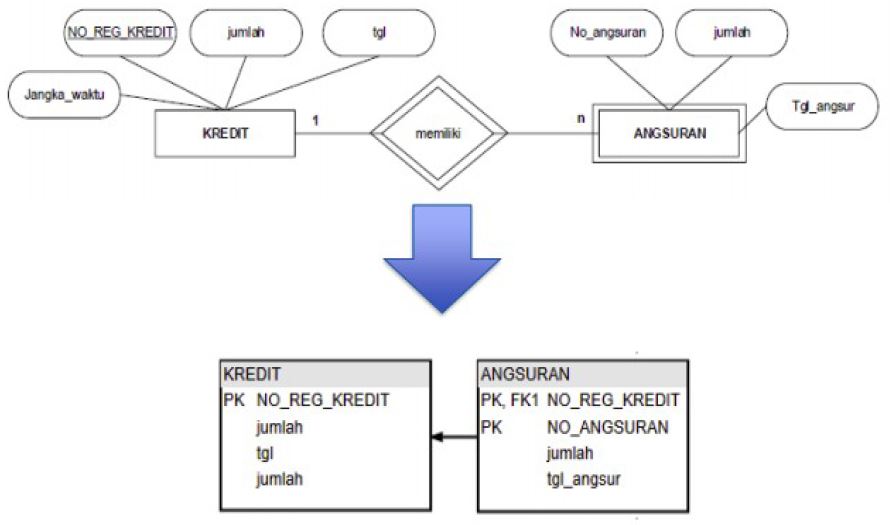 NO_REG_KREDIT
jumlah
tgl
No_angsuran
jumlah
Jangka_waktu
Tgl_angsur
KREDIT
1
memiliki
n
ANGSURAN
KREDIT
PK NO_REG_KREDIT
jumlah
tgl
jumlah
ANGSURAN
PK, FK1 NO_REG_KREDIT
PK NO_ANGSURAN
jumlah
tgl_angsur